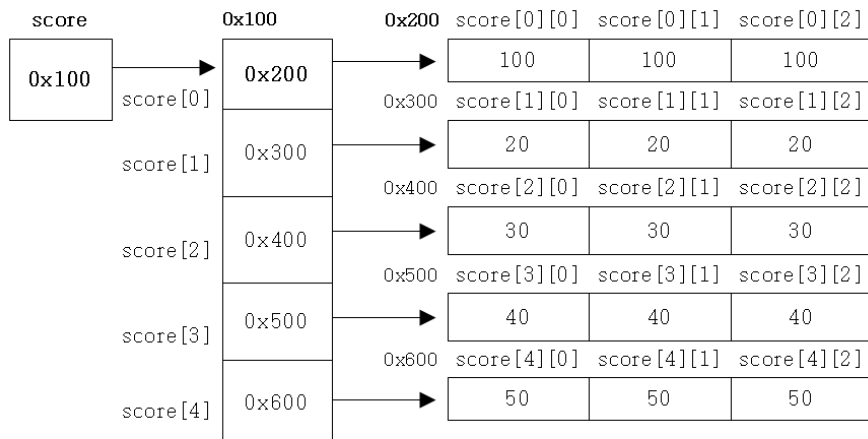 score 0x100 0x200 score[0][0] score[0][1] score[0][2]
0x100 0x200 100 100 100
score[0] 0x300 score[1][0] score[1][1] score[1][2]
score[1] 0x300 20 20 20
0x400 score[2][0] score[2][1] score[2][2]
score[2] 0x400 30 30 30
0x500 score[3][0] score[3][1] score[3][2]
score[3] 0x500 40 40 40
0x600 score[4][0] score[4][1] score[4][2]
score[4] 0x600 50 50 50